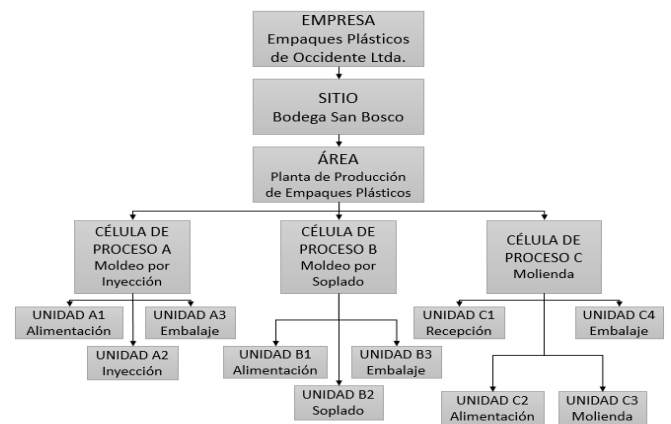 EMPRESA
Empaques Plásticos
de Occidente Ltda.
SITIO
Bodega San Bosco
ÁREA
Planta de Producción
de Empaques Plásticos
CÉLULA DE
PROCESO A
Moldeo por
Inyección
CÉLULA DE
PROCESO B
Moldeo por
Soplado
CÉLULA DE
PROCESO C
Molienda
UNIDAD A1
Alimentación
UNIDAD A3
Embalaje
UNIDAD A2
Inyección
UNIDAD B1
Alimentación
UNIDAD B3
Embalaje
UNIDAD B2
Soplado
UNIDAD C1
Recepción
UNIDAD C4
Embalaje
UNIDAD C2
Alimentación
UNIDAD C3
Molienda